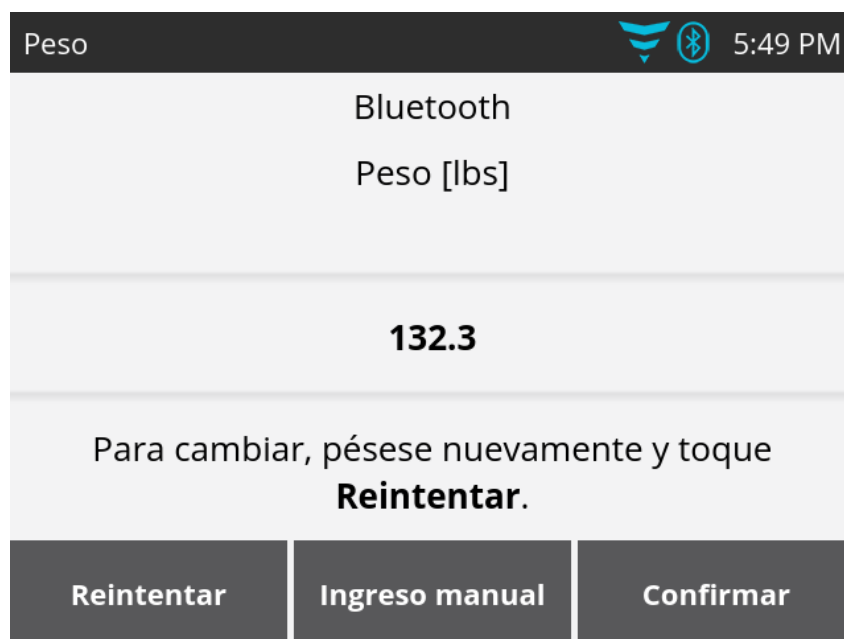 Peso
5:49 PM
Bluetooth
Peso [lbs]
132.3
Para cambiar, pésese nuevamente y toque
Reintentar.
Reintentar
Ingreso manual
Confirmar